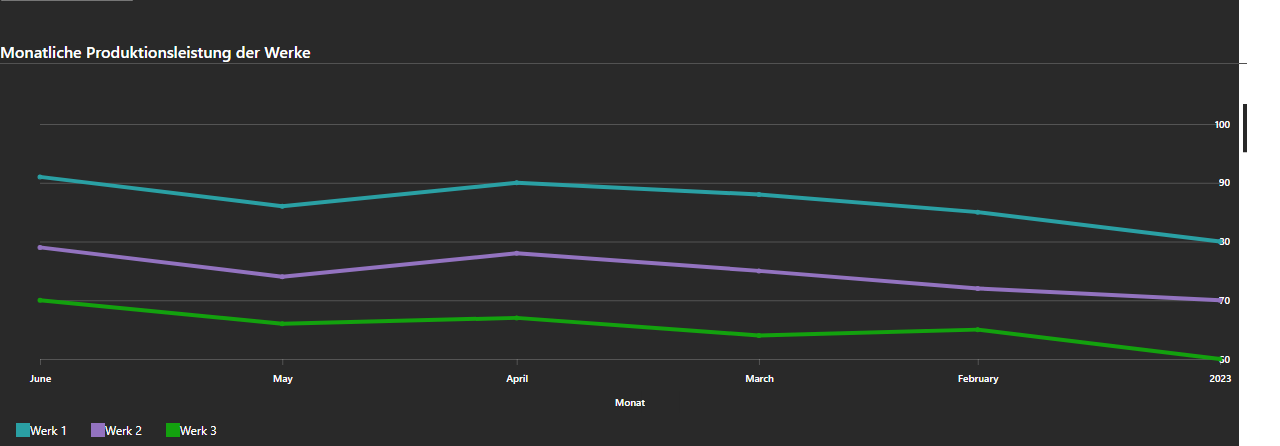 Monatliche Produktionsleistung der Werke
100
90
80
70
60
June May April March February 2023
Monat
Werk 1 Werk 2 Werk 3